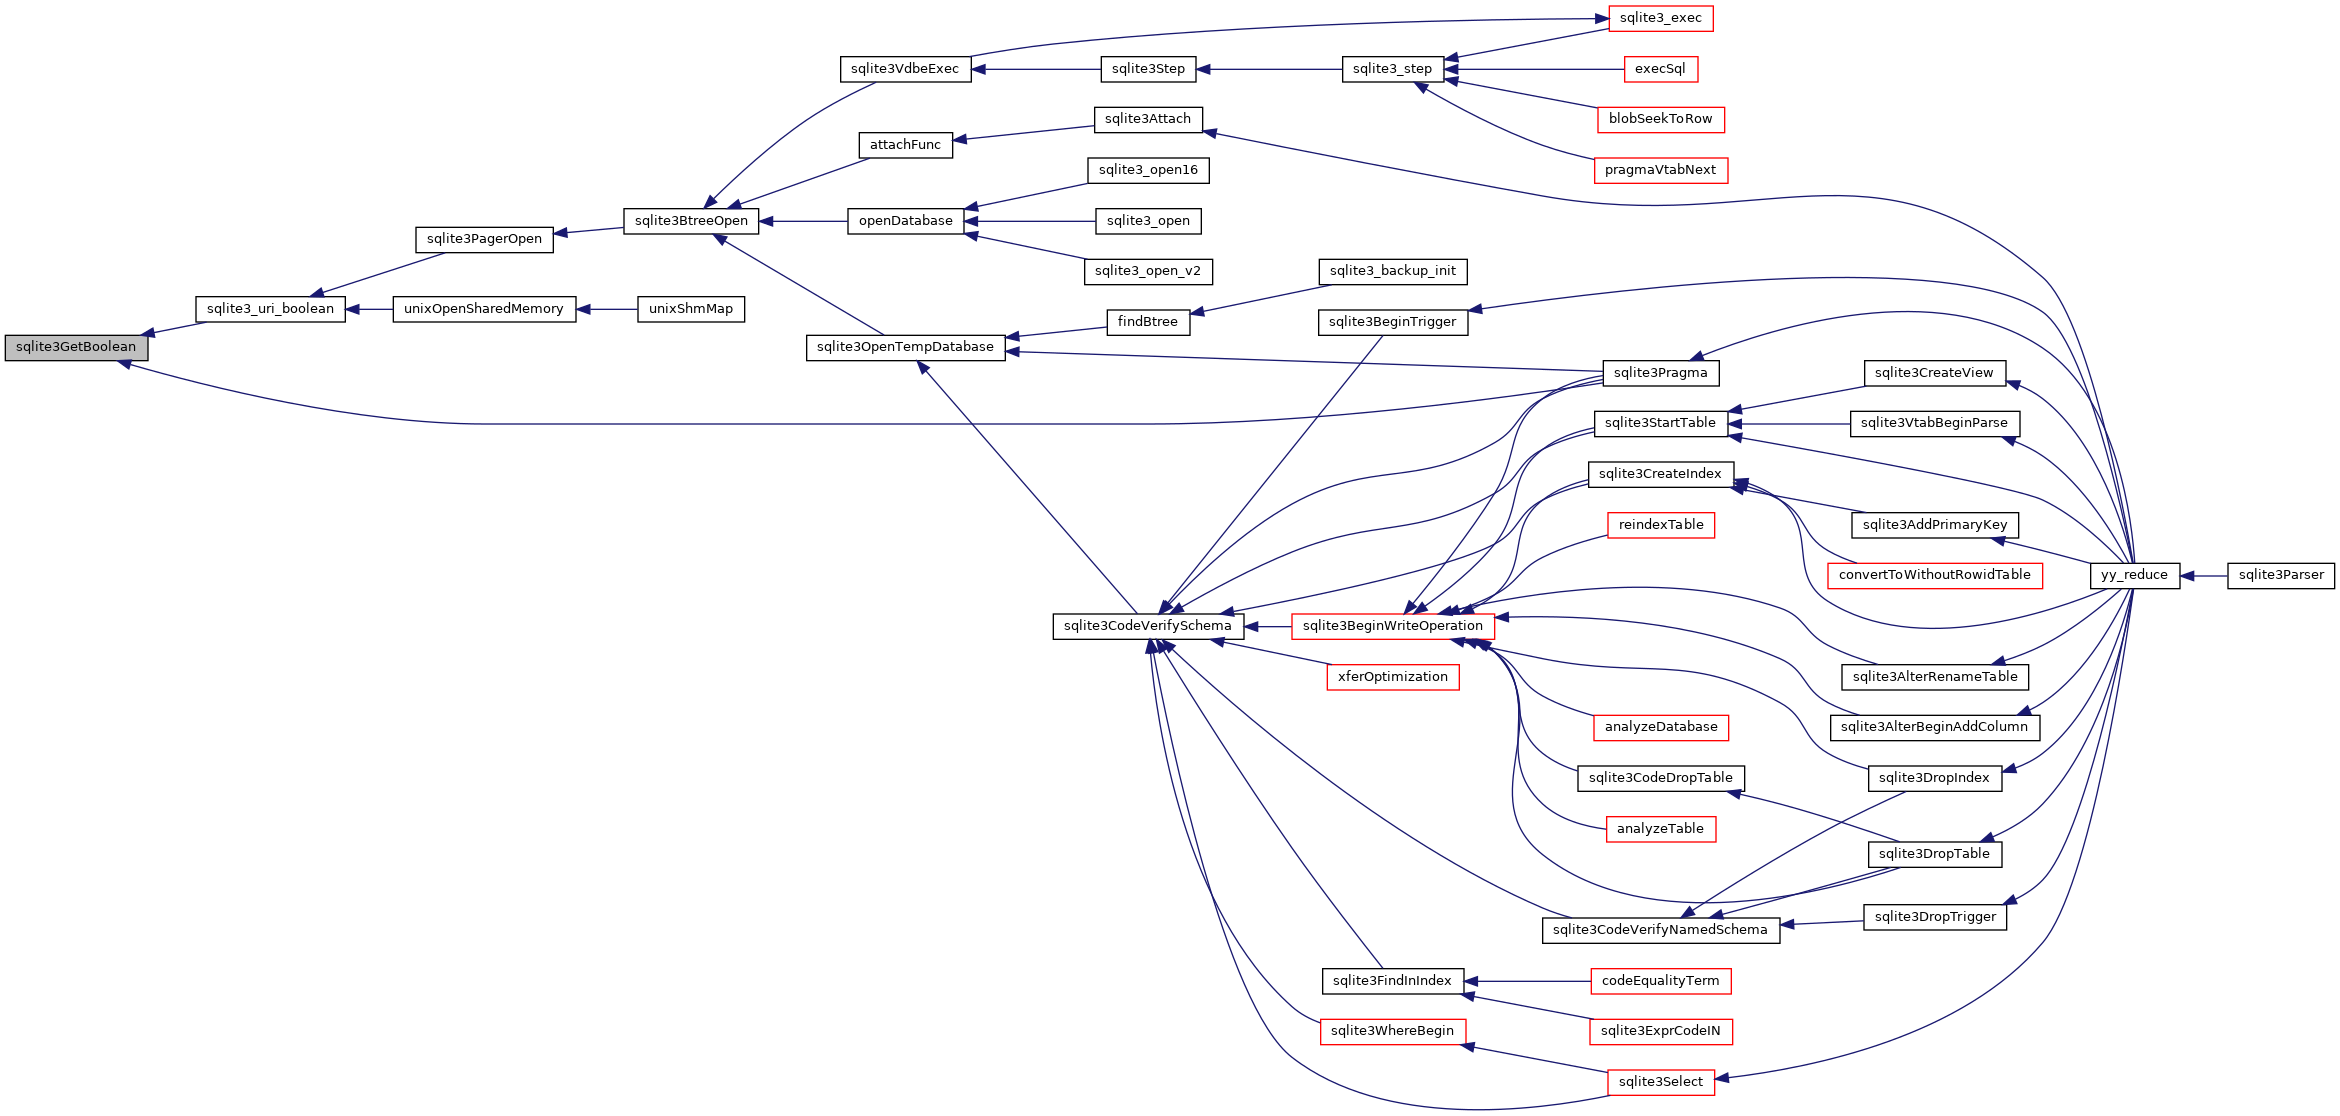 sqlite3GetBoolean
sqlite3_uri_boolean
sqlite3PagerOpen
unixOpenSharedMemory
unixShmMap
sqlite3BtreeOpen
sqlite3VdbeExec
attachFunc
openDatabase
sqlite3OpenTempDatabase
sqlite3Step
sqlite3Attach
sqlite3_open16
sqlite3_open
sqlite3_open_v2
findBtree
sqlite3CodeVerifySchema
sqlite3_step
sqlite3_backup_init
sqlite3BeginTrigger
sqlite3BeginWriteOperation
xferOptimization
sqlite3FindInIndex
sqlite3WhereBegin
sqlite3_exec
execSql
blobSeekToRow
pragmaVtabNext
sqlite3Pragma
sqlite3StartTable
sqlite3CreateIndex
reindexTable
analyzeDatabase
sqlite3CodeDropTable
analyzeTable
sqlite3CodeVerifyNamedSchema
codeEqualityTerm
sqlite3ExprCodeIN
sqlite3Select
sqlite3CreateView
sqlite3VtabBeginParse
sqlite3AddPrimaryKey
convertToWithoutRowidTable
sqlite3AlterRenameTable
sqlite3AlterBeginAddColumn
sqlite3DropIndex
sqlite3DropTable
sqlite3DropTrigger
yy_reduce
sqlite3Parser